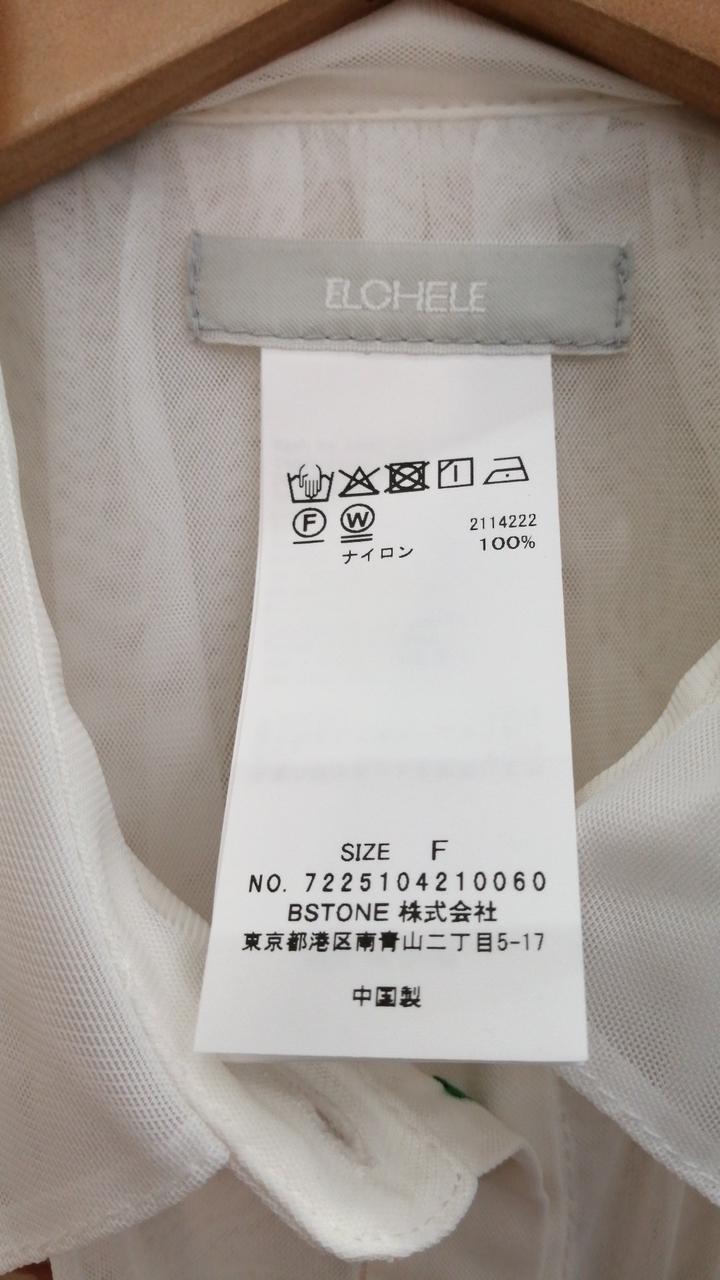 ELOHELE
F W 2114222
ナイロン 100%
SIZE F
NO. 7225104210060
BSTONE 株式会社
東京都港区南青山二丁目5-17
中国製